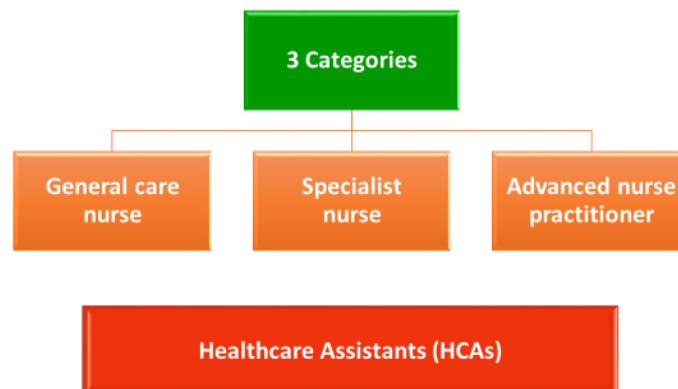 3 Categories
General care
nurse
Specialist
nurse
Advanced nurse
practitioner
Healthcare Assistants (HCAs)